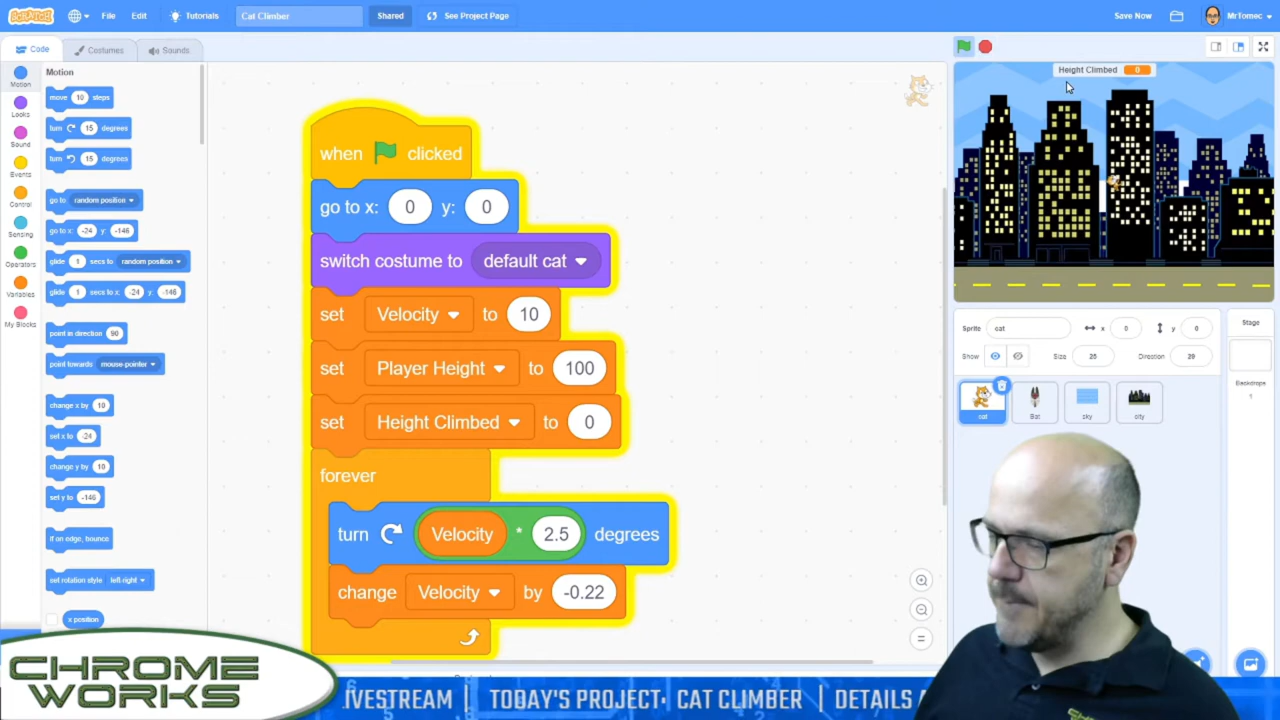 SCRATCH
File
Edit
Tutorials
Cat Climber
Shared
See Project Page
Save Now
MrTomec
Code
Costumes
Sounds
Motion
Looks
Sound
Events
Control
Sensing
Operators
Variables
My Blocks
Motion
move 10 steps
turn 15 degrees
turn 15 degrees
go to random position
go to x: -24 y: -146
glide 1 secs to random position
glide 1 secs to x: -24 y: -146
point in direction 90
point towards mouse-pointer
change x by 10
set x to -24
change y by 10
set y to -146
if on edge, bounce
set rotation style left-right
x position
when clicked
go to x: 0 y: 0
switch costume to default cat
set Velocity to 10
set Player Height to 100
set Height Climbed to 0
forever
turn Velocity * 2.5 degrees
change Velocity by -0.22
Height Climbed 0
Sprite cat x 0 y 0
Show Size 28 Direction 39
cat
Bat
sky
city
Stage
Backdrops
1
CHROME
WORKS
LIVESTREAM | TODAY'S PROJECT: CAT CLIMBER | DETAILS